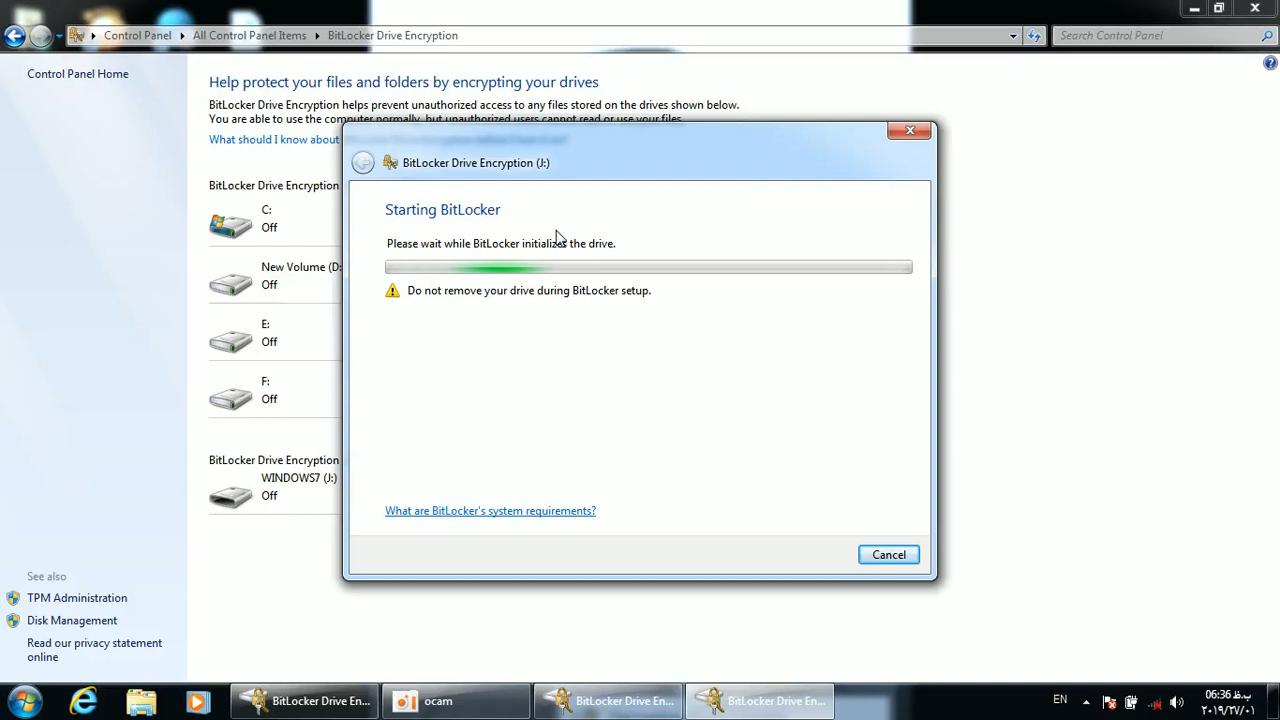 Control Panel
All Control Panel Items
BitLocker Drive Encryption
Search Control Panel
Control Panel Home
Help protect your files and folders by encrypting your drives
BitLocker Drive Encryption helps prevent unauthorized access to any files stored on the drives shown below.
You are able to use the computer normally, but unauthorized users cannot read or use your files.
What should I know about
BitLocker Drive Encryption
C:
Off
New Volume (D:
Off
E:
Off
F:
Off
BitLocker Drive Encryption
WINDOWS7 (J:)
Off
See also
TPM Administration
Disk Management
Read our privacy statement
online
BitLocker Drive Encryption (J:)
Starting BitLocker
Please wait while BitLocker initializes the drive.
Do not remove your drive during BitLocker setup.
What are BitLocker's system requirements?
Cancel
BitLocker Drive En...
ocam
BitLocker Drive En...
BitLocker Drive En...
EN
06:36 ب.ظ
٢٠١٩/٢٧/٠١